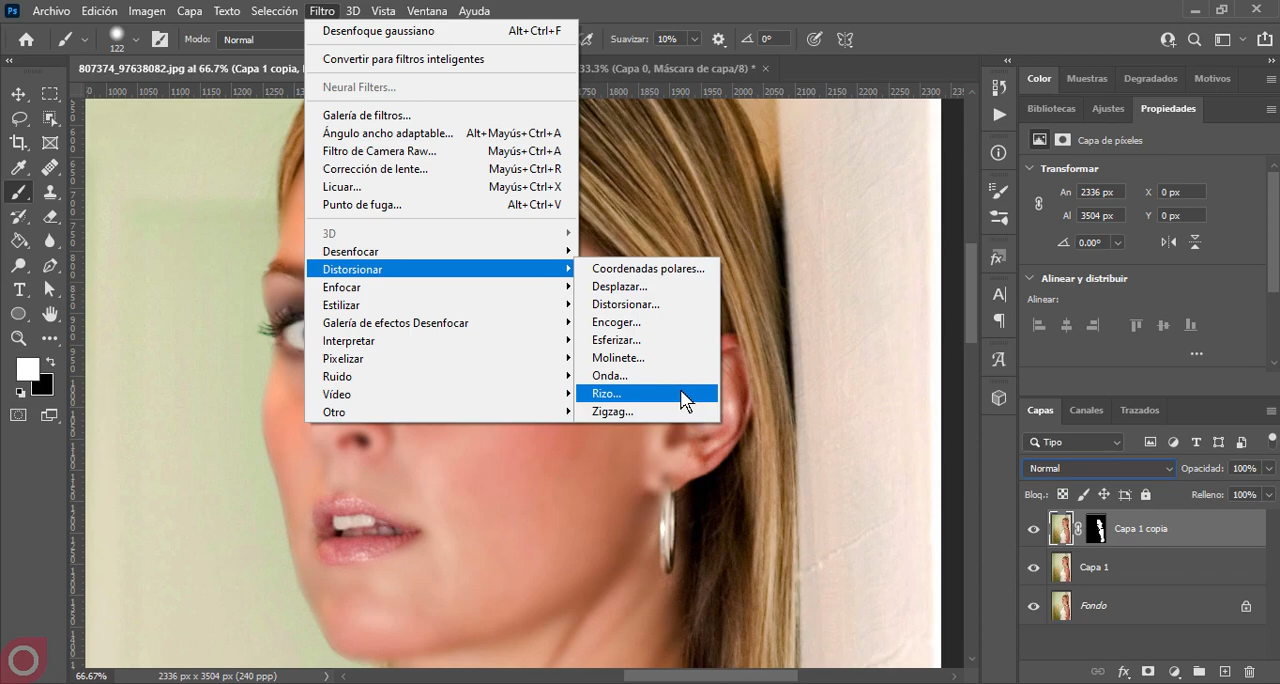 Ps Archivo Edición Imagen Capa Texto Selección Filtro 3D Vista Ventana Ayuda
122 Modo: Normal Suavizar: 10% 0°
807374_97638082.jpg al 66.7% (Capa 1 copia, 33.3% (Capa 0, Máscara de capa/8) *
0 1000 1050 1100 1150 1200 1250 1750 1800 1850 1900 1950 2000 2050 2100 2150 2200 2250 2300
Desenfoque gaussiano Alt+Ctrl+F
Convertir para filtros inteligentes
Neural Filters...
Galería de filtros...
Ángulo ancho adaptable... Alt+Mayús+Ctrl+A
Filtro de Camera Raw... Mayús+Ctrl+A
Corrección de lente... Mayús+Ctrl+R
Licuar... Mayús+Ctrl+X
Punto de fuga... Alt+Ctrl+V
3D
Desenfocar
Distorsionar
Enfocar
Estilizar
Galería de efectos Desenfocar
Interpretar
Pixelizar
Ruido
Vídeo
Otro
Coordenadas polares...
Desplazar...
Distorsionar...
Encoger...
Esferizar...
Molinete...
Onda...
Rizo...
Zigzag...
Color Muestras Degradados Motivos
Bibliotecas Ajustes Propiedades
Capa de píxeles
Transformar
An 2336 px X 0 px
Al 3504 px Y 0 px
0.00°
Alinear y distribuir
Alinear:
Capas Canales Trazados
Tipo
Normal Opacidad: 100%
Bloq.: Relleno: 100%
Capa 1 copia
Capa 1
Fondo
66.67% 2336 px x 3504 px (240 ppp)